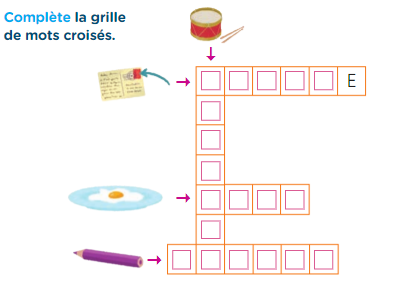 Complète la grille
de mots croisés.
E